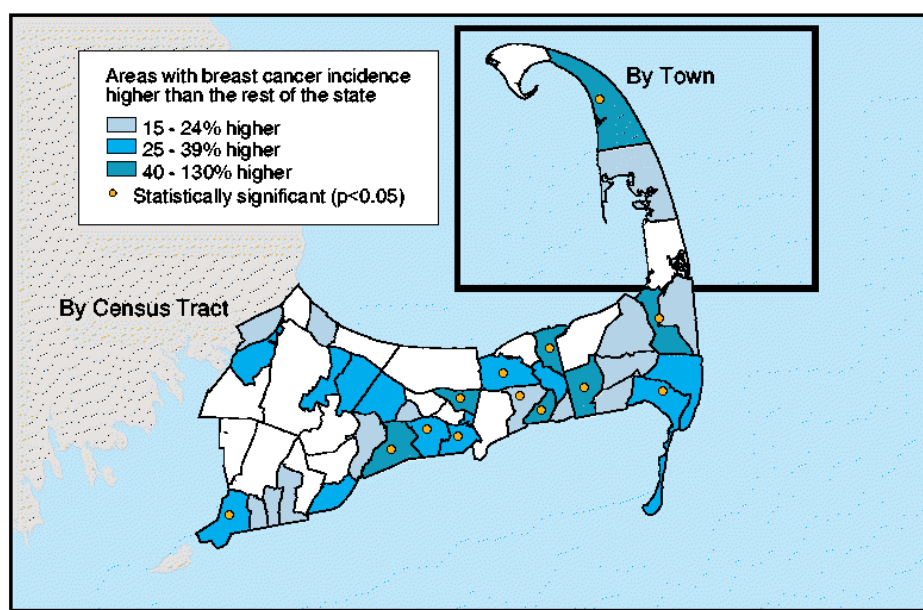 Areas with breast cancer incidence
higher than the rest of the state
15 - 24% higher
25 - 39% higher
40 - 130% higher
Statistically significant (p<0.05)
By Town
By Census Tract